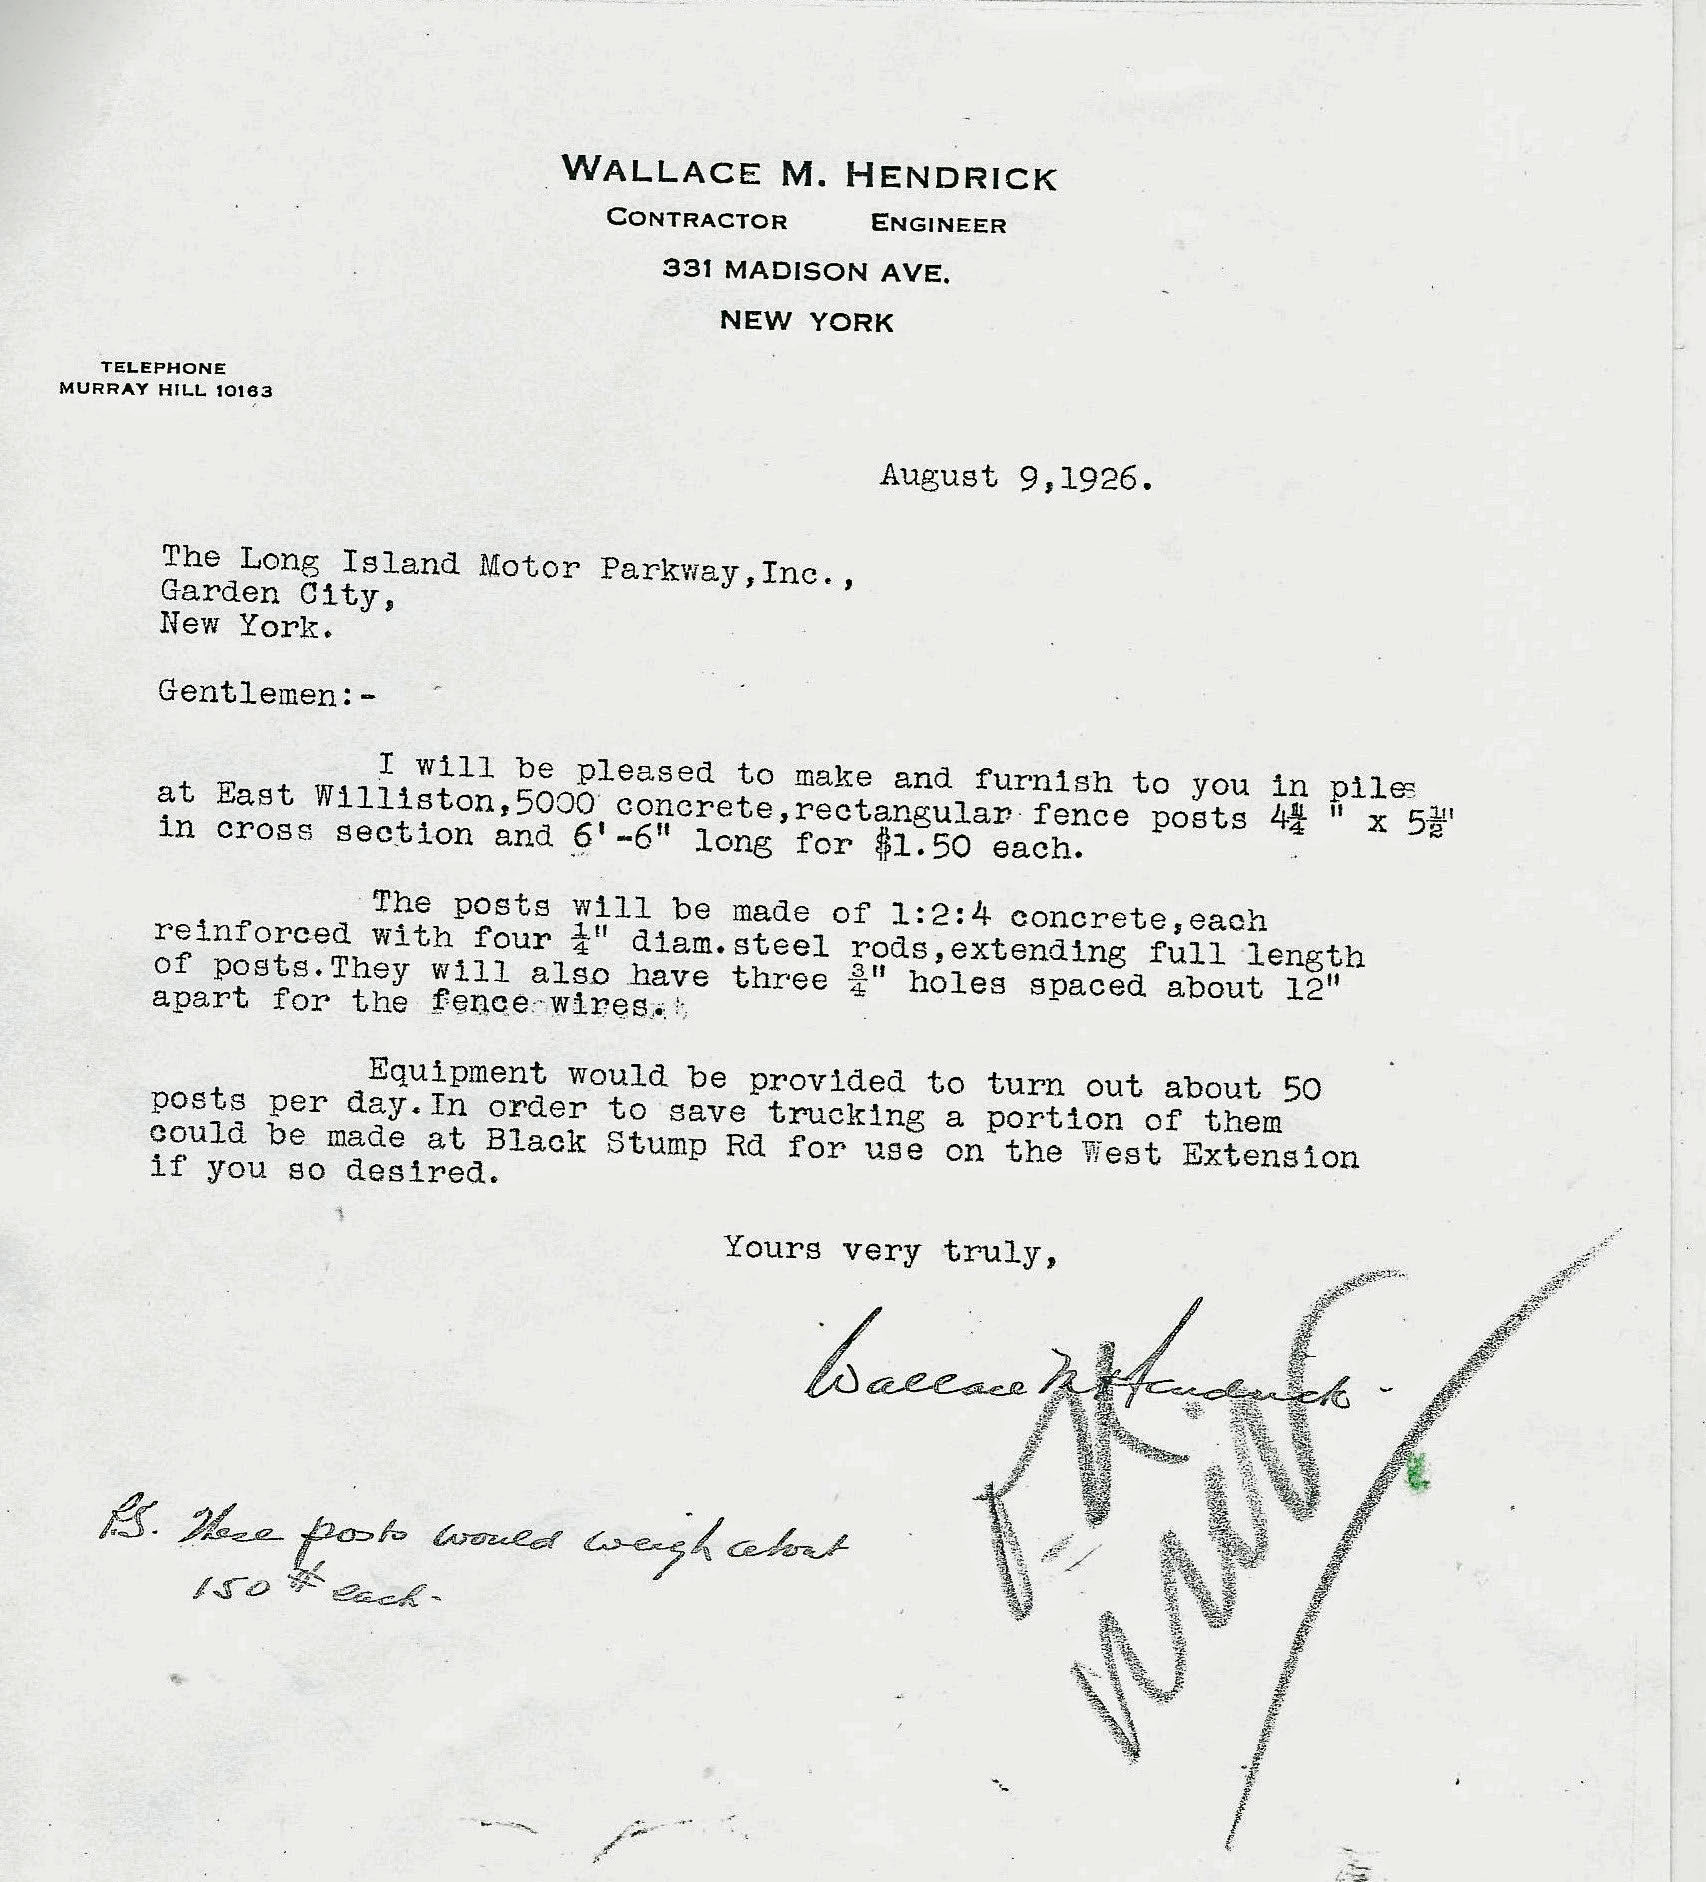 WALLACE M. HENDRICK
CONTRACTOR ENGINEER
331 MADISON AVE.
NEW YORK
TELEPHONE
MURRAY HILL 10163
August 9,1926.
The Long Island Motor Parkway,Inc.,
Garden City,
New York.
Gentlemen:-
I will be pleased to make and furnish to you in piles
at East Williston,5000 concrete,rectangular fence posts 4¼ " x 5½"
in cross section and 6'-6" long for $1.50 each.
The posts will be made of 1:2:4 concrete,each
reinforced with four ¼" diam.steel rods,extending full length
of posts.They will also have three ¾" holes spaced about 12"
apart for the fence wires.
Equipment would be provided to turn out about 50
posts per day.In order to save trucking a portion of them
could be made at Black Stump Rd for use on the West Extension
if you so desired.
Yours very truly,
Wallace M Hendrick -
P.S. These posts would weigh about
150 # each -